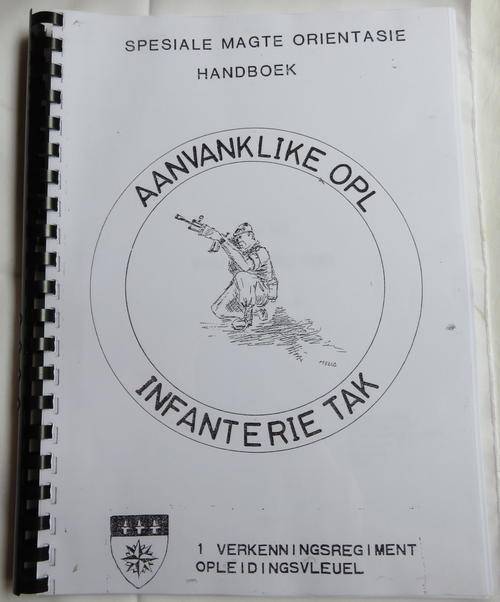 SPESIALE MAGTE ORIENTASIE
HANDBOEK
AANVANKLIKE OPL
INFANTERIE TAK
1 VERKENNINGSREGIMENT
OPLEIDINGSVLEUEL